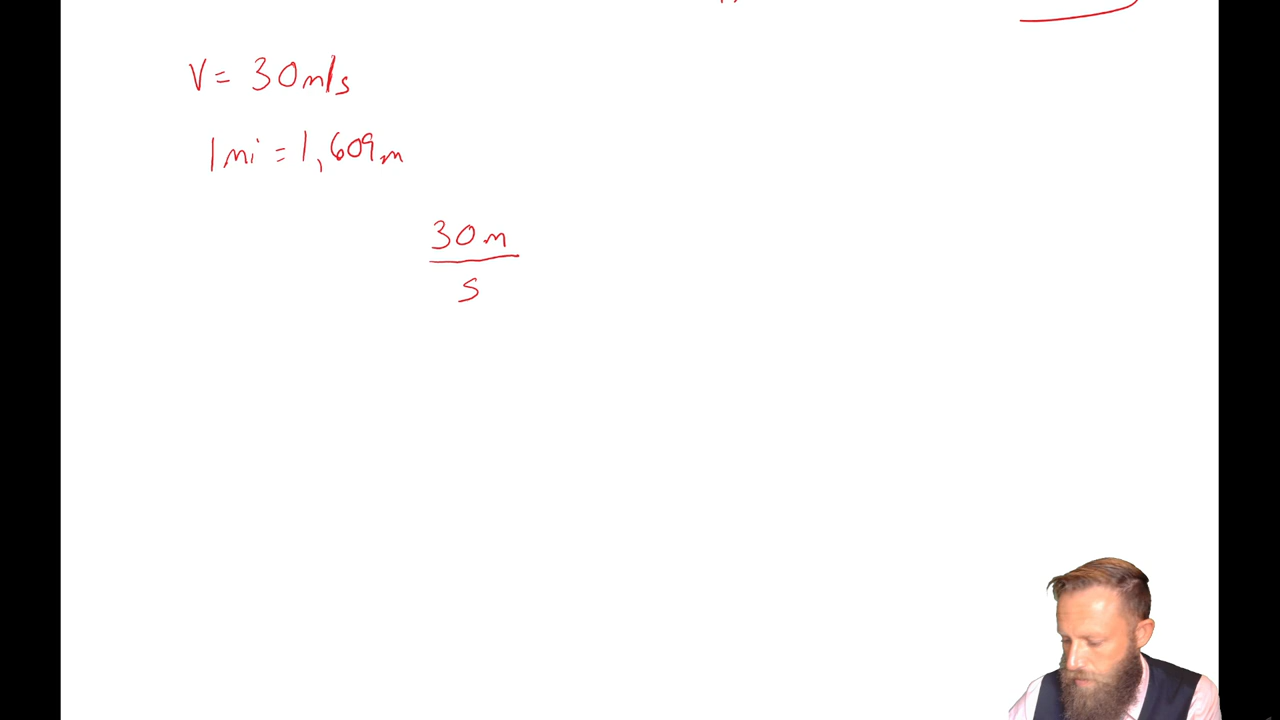 V = 30m/s
1mi = 1,609m
30m
s